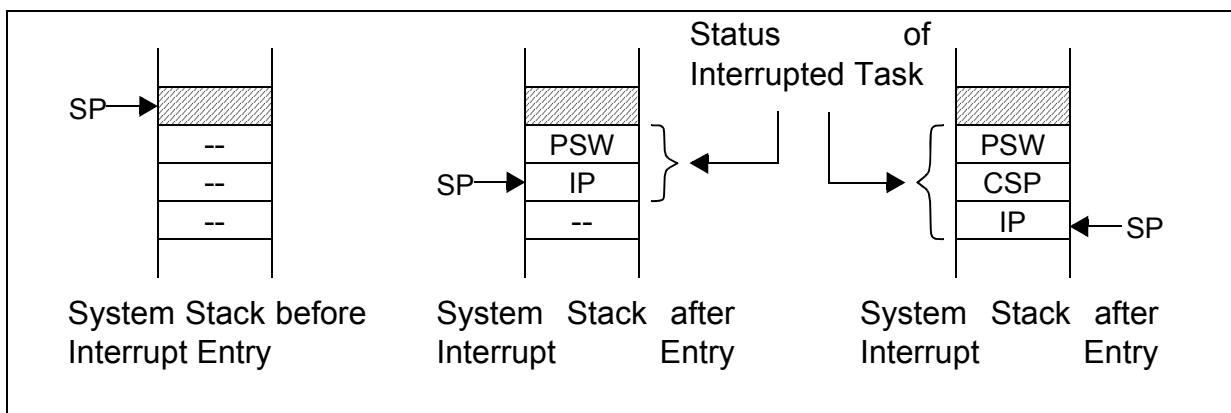 Status of
Interrupted Task
SP
--
--
--
System Stack before
Interrupt Entry
PSW
SP
IP
--
System Stack after
Interrupt Entry
PSW
CSP
IP
SP
System Stack after
Interrupt Entry